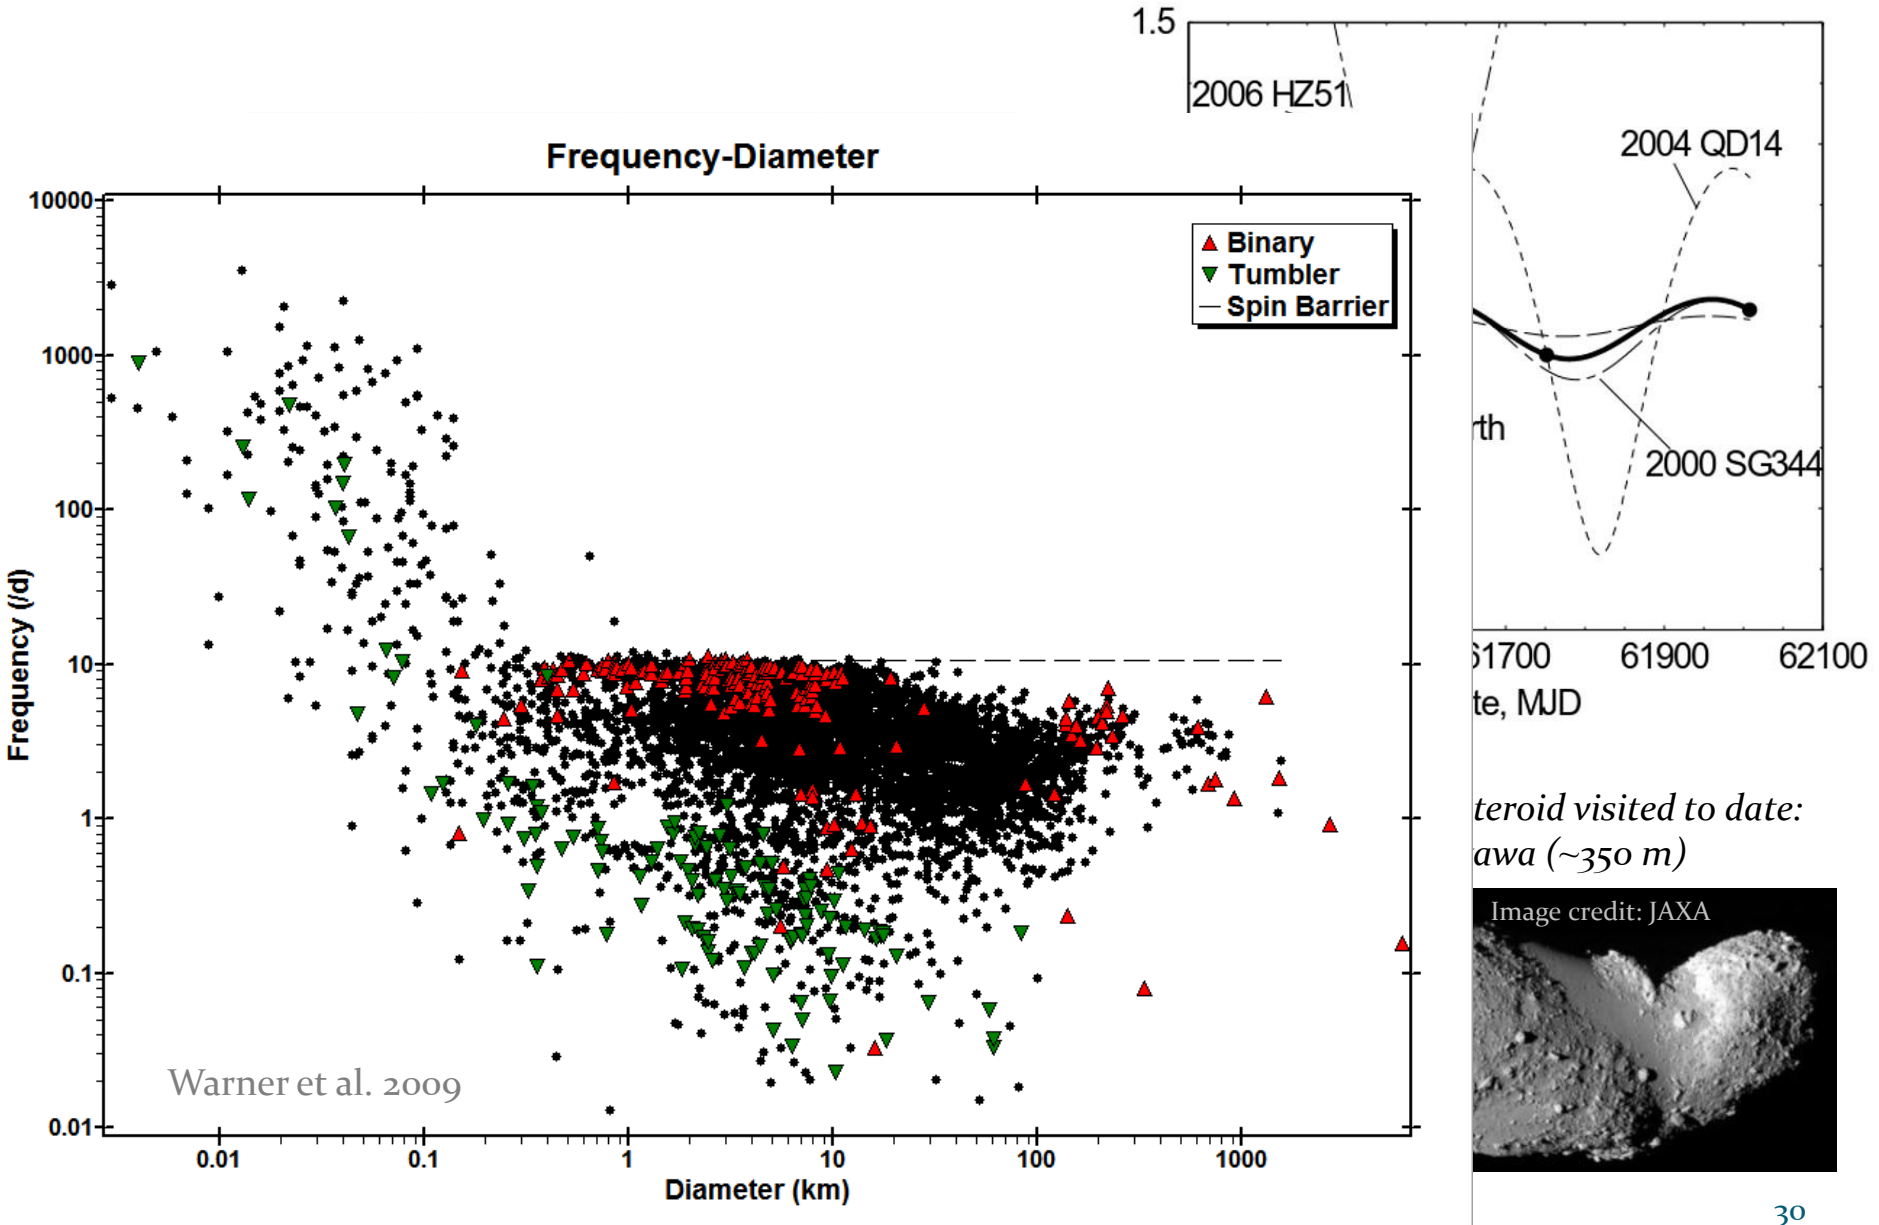 1.5
2006 HZ51
2004 QD14
2000 SG344
rth
61700 61900 62100
te, MJD
Frequency-Diameter
Binary
Tumbler
Spin Barrier
10000
1000
100
10
1
0.1
0.01
Frequency (/d)
0.01 0.1 1 10 100 1000
Diameter (km)
Warner et al. 2009
teroid visited to date:
awa (~350 m)
Image credit: JAXA
30